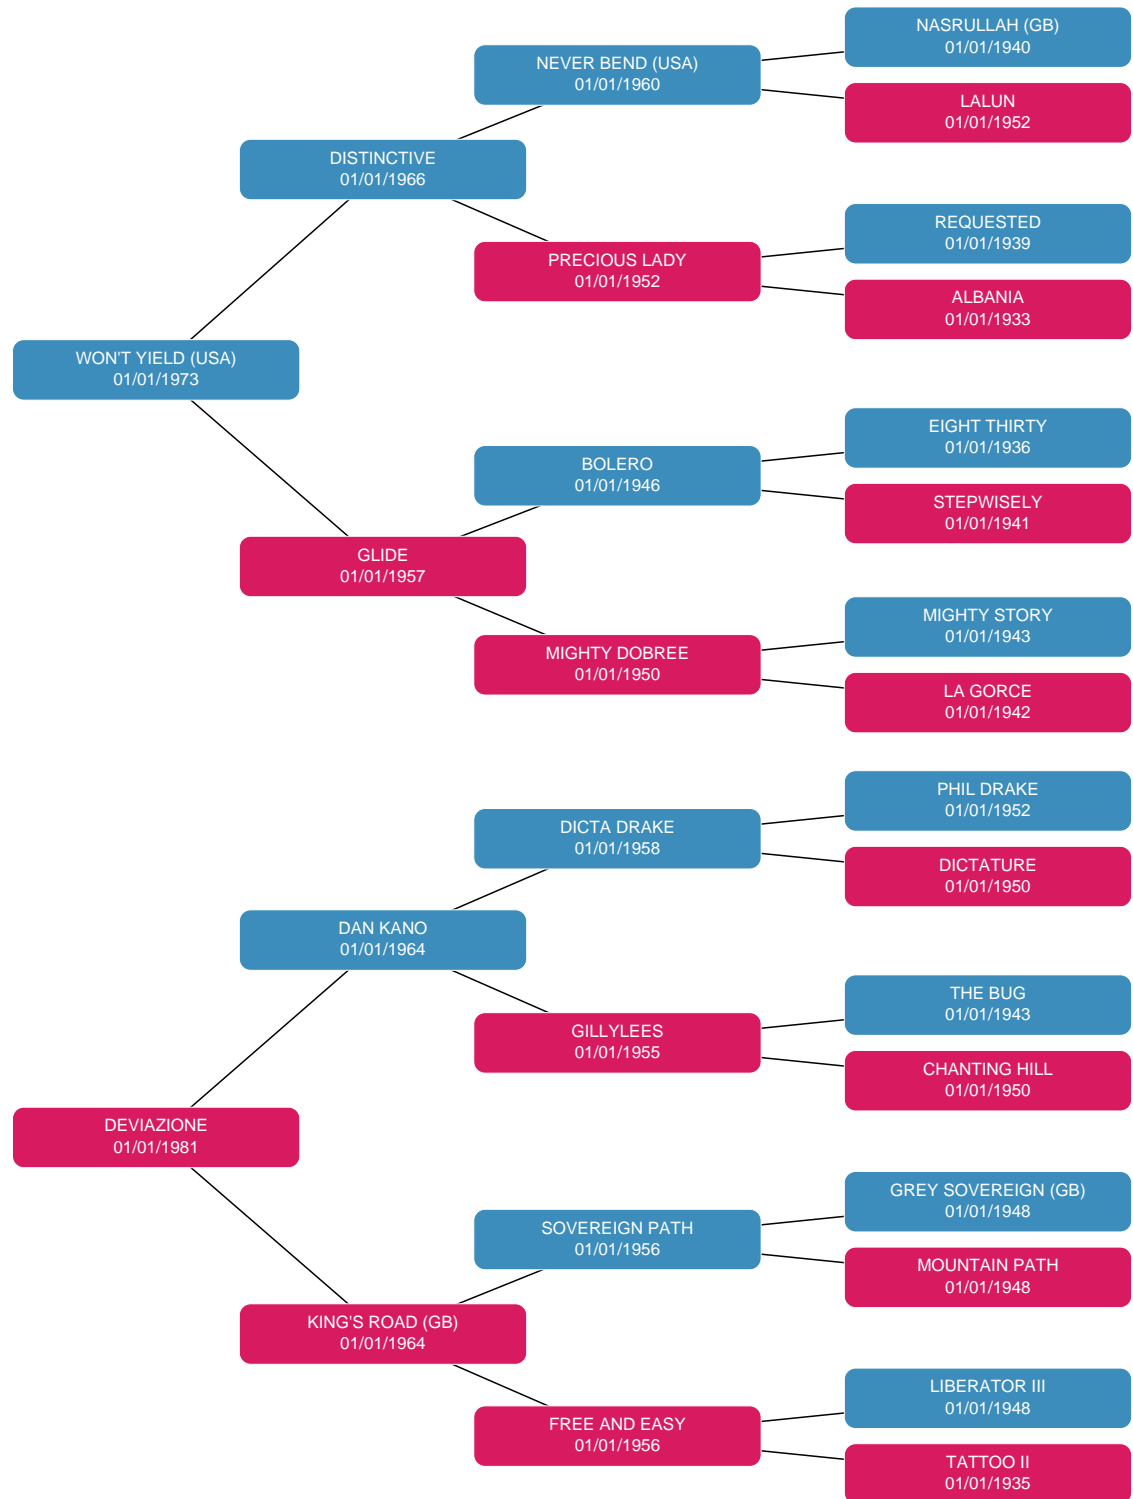 NASRULLAH (GB)
01/01/1940
NEVER BEND (USA)
01/01/1960
LALUN
01/01/1952
DISTINCTIVE
01/01/1966
REQUESTED
01/01/1939
PRECIOUS LADY
01/01/1952
ALBANIA
01/01/1933
WON'T YIELD (USA)
01/01/1973
EIGHT THIRTY
01/01/1936
BOLERO
01/01/1946
STEPWISELY
01/01/1941
GLIDE
01/01/1957
MIGHTY STORY
01/01/1943
MIGHTY DOBREE
01/01/1950
LA GORCE
01/01/1942
PHIL DRAKE
01/01/1952
DICTA DRAKE
01/01/1958
DICTATURE
01/01/1950
DAN KANO
01/01/1964
THE BUG
01/01/1943
GILLYLEES
01/01/1955
CHANTING HILL
01/01/1950
DEVIAZIONE
01/01/1981
GREY SOVEREIGN (GB)
01/01/1948
SOVEREIGN PATH
01/01/1956
MOUNTAIN PATH
01/01/1948
KING'S ROAD (GB)
01/01/1964
LIBERATOR III
01/01/1948
FREE AND EASY
01/01/1956
TATTOO II
01/01/1935